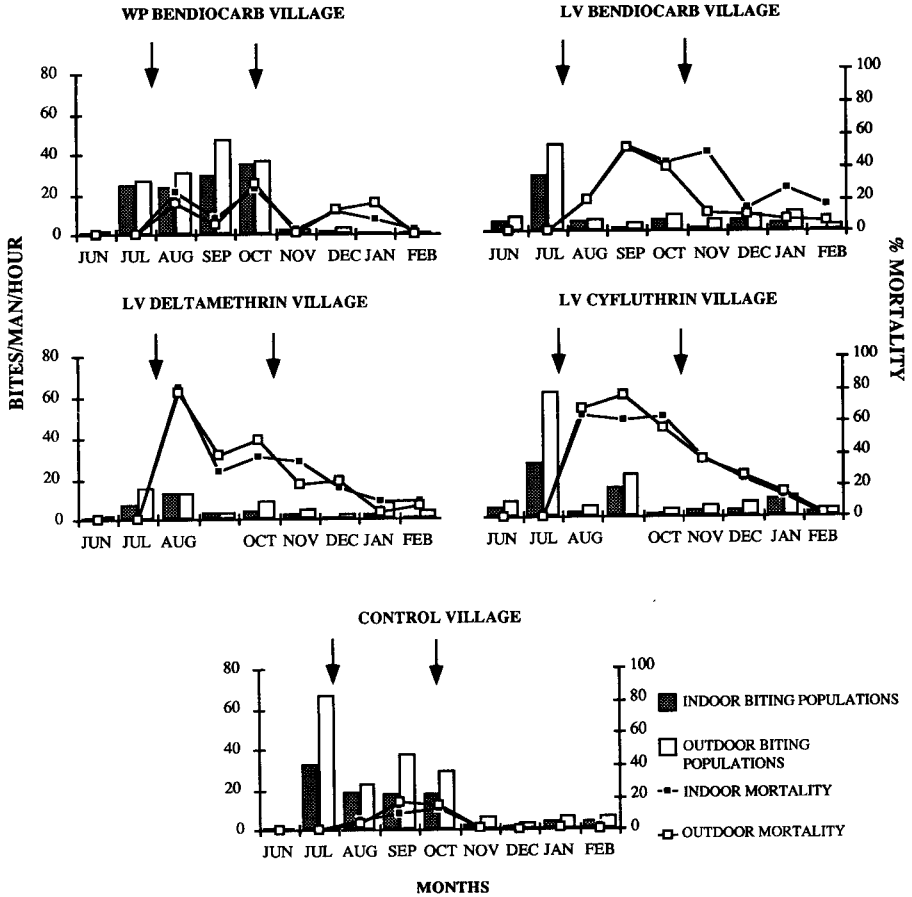 WP BENDIOCARB VILLAGE
LV BENDIOCARB VILLAGE
80
60
40
20
0
JUN JUL AUG SEP OCT NOV DEC JAN FEB
100
80
60
40
20
0
JUN JUL AUG SEP OCT NOV DEC JAN FEB
BITES/MAN/HOUR
% MORTALITY
LV DELTAMETHRIN VILLAGE
LV CYFLUTHRIN VILLAGE
80
60
40
20
0
JUN JUL AUG OCT NOV DEC JAN FEB
100
80
60
40
20
0
JUN JUL AUG OCT NOV DEC JAN FEB
CONTROL VILLAGE
80
60
40
20
0
100
80
60
40
20
0
JUN JUL AUG SEP OCT NOV DEC JAN FEB
MONTHS
INDOOR BITING POPULATIONS
OUTDOOR BITING
POPULATIONS
INDOOR MORTALITY
OUTDOOR MORTALITY